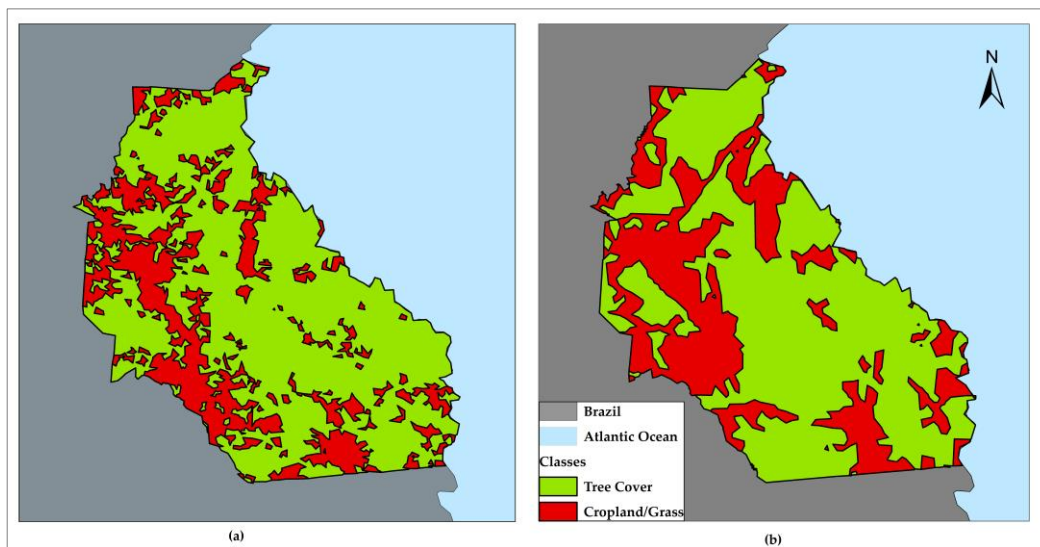 N
Brazil
Atlantic Ocean
Classes
Tree Cover
Cropland/Grass
(a)
(b)